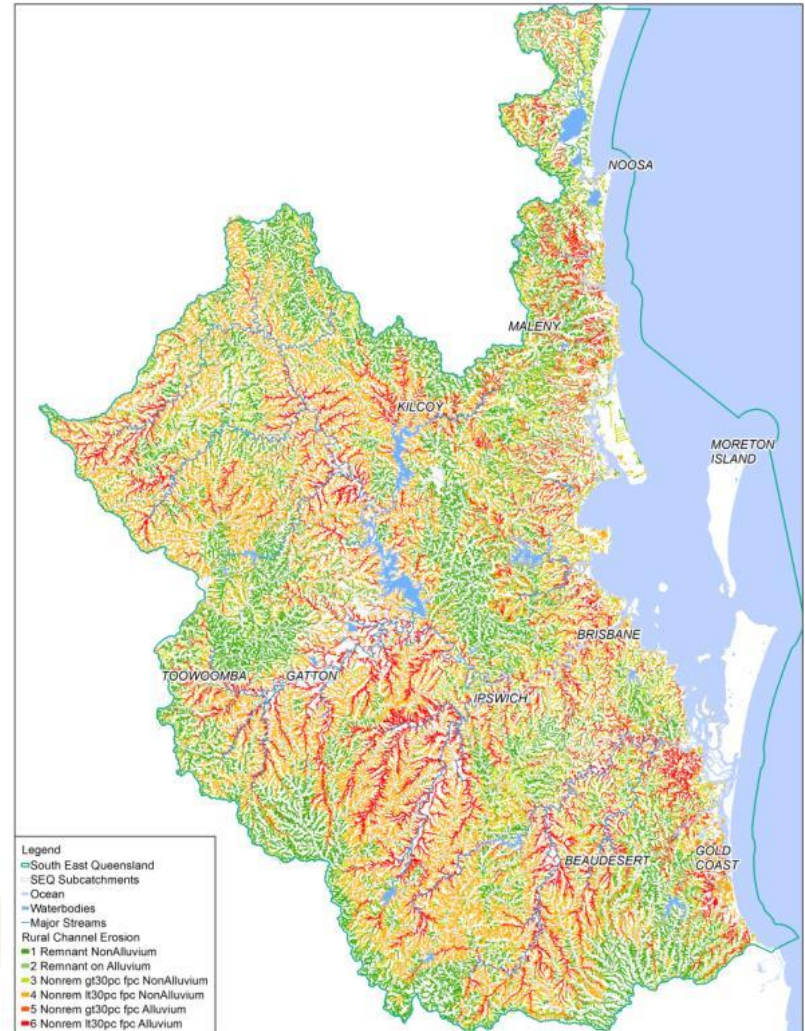 NOOSA
MALENY
KILCOY
MORETON
ISLAND
BRISBANE
TOOWOOMBA
GATTON
IPSWICH
BEAUDESERT
GOLD
COAST
Legend
South East Queensland
SEQ Subcatchments
Ocean
Waterbodies
Major Streams
Rural Channel Erosion
1 Remnant NonAlluvium
2 Remnant on Alluvium
3 Nonrem gt30pc fpc NonAlluvium
4 Nonrem lt30pc fpc NonAlluvium
5 Nonrem gt30pc fpc Alluvium
6 Nonrem lt30pc fpc Alluvium